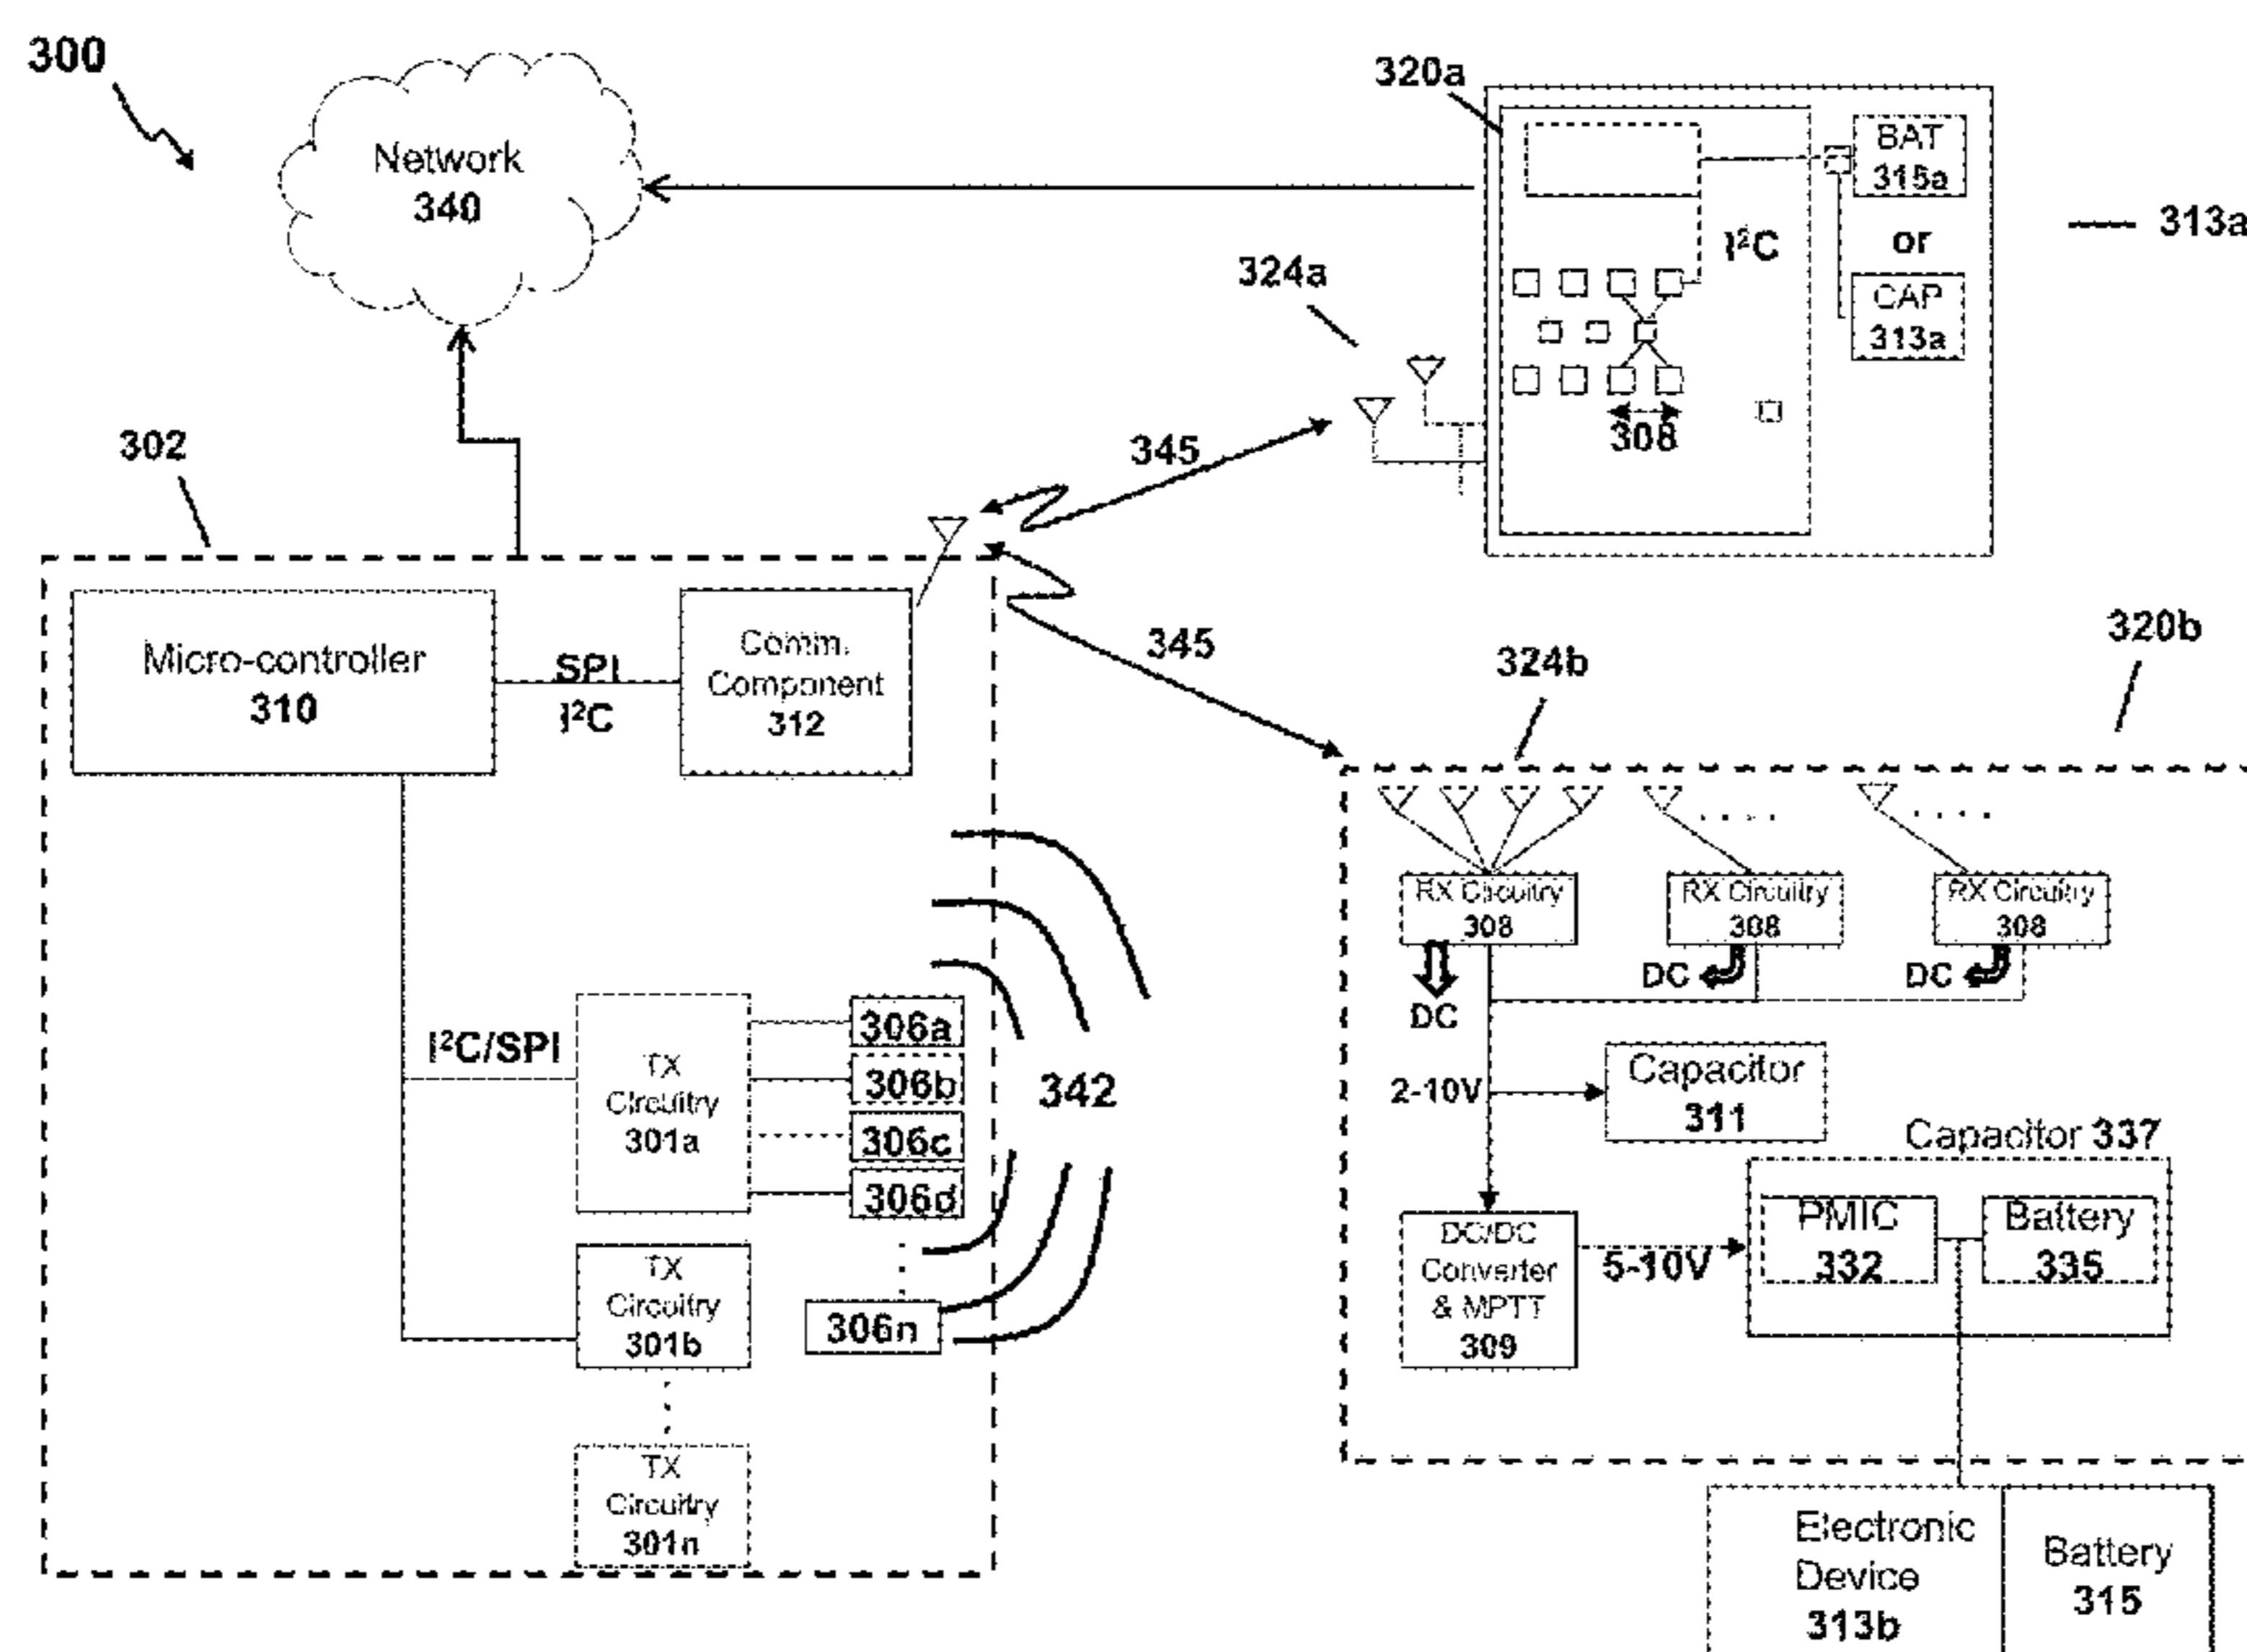 300
Network
340
320a
BAT
315a
or
CAP
313a
313a
I²C
308
324a
345
302
Micro-controller
310
SPI
I²C
Comm.
Component
312
345
324b
320b
RX Circuitry
308
RX Circuitry
308
RX Circuitry
308
DC
DC
DC
2-10V
Capacitor
311
Capacitor 337
DC/DC
Converter
& MPTT
309
5-10V
PMIC
332
Battery
335
I²C/SPI
TX
Circuitry
301a
306a
306b
306c
306d
342
TX
Circuitry
301b
306n
TX
Circuitry
301n
Electronic
Device
313b
Battery
315